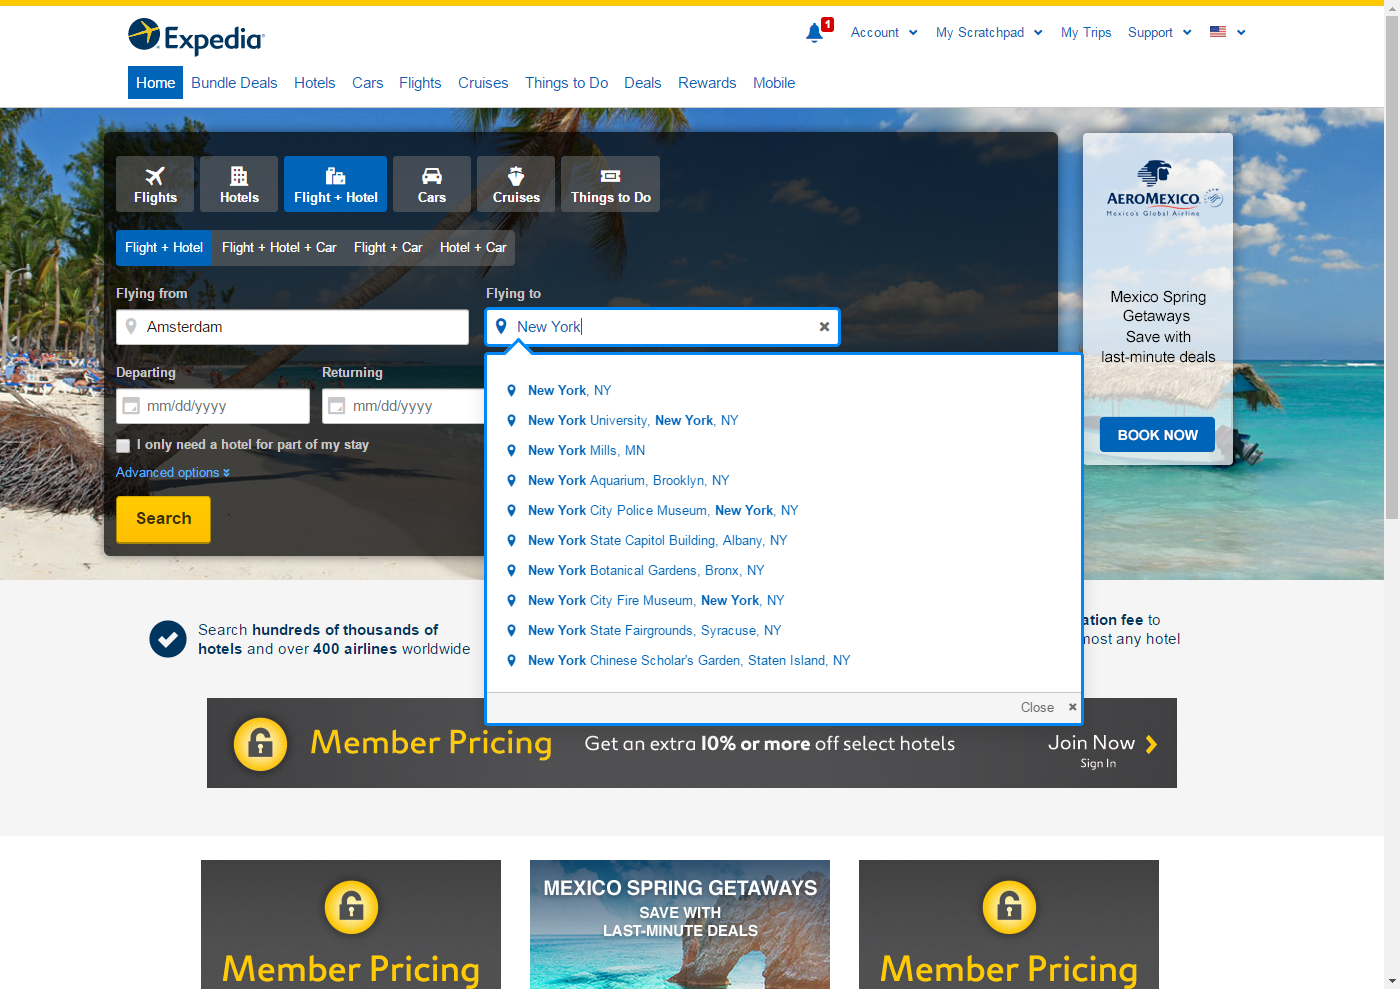 Expedia
1
Account
My Scratchpad
My Trips
Support
Home
Bundle Deals
Hotels
Cars
Flights
Cruises
Things to Do
Deals
Rewards
Mobile
Flights
Hotels
Flight + Hotel
Cars
Cruises
Things to Do
Flight + Hotel
Flight + Hotel + Car
Flight + Car
Hotel + Car
Flying from
Flying to
Amsterdam
New York
Departing
Returning
mm/dd/yyyy
mm/dd/yyyy
I only need a hotel for part of my stay
Advanced options
Search
New York, NY
New York University, New York, NY
New York Mills, MN
New York Aquarium, Brooklyn, NY
New York City Police Museum, New York, NY
New York State Capitol Building, Albany, NY
New York Botanical Gardens, Bronx, NY
New York City Fire Museum, New York, NY
New York State Fairgrounds, Syracuse, NY
New York Chinese Scholar's Garden, Staten Island, NY
Close
AEROMEXICO
Mexico's Global Airline
Mexico Spring
Getaways
Save with
last-minute deals
BOOK NOW
Search hundreds of thousands of
hotels and over 400 airlines worldwide
fee to
most any hotel
Member Pricing
Get an extra 10% or more off select hotels
Join Now
Sign In
Member Pricing
MEXICO SPRING GETAWAYS
SAVE WITH
LAST-MINUTE DEALS
Member Pricing